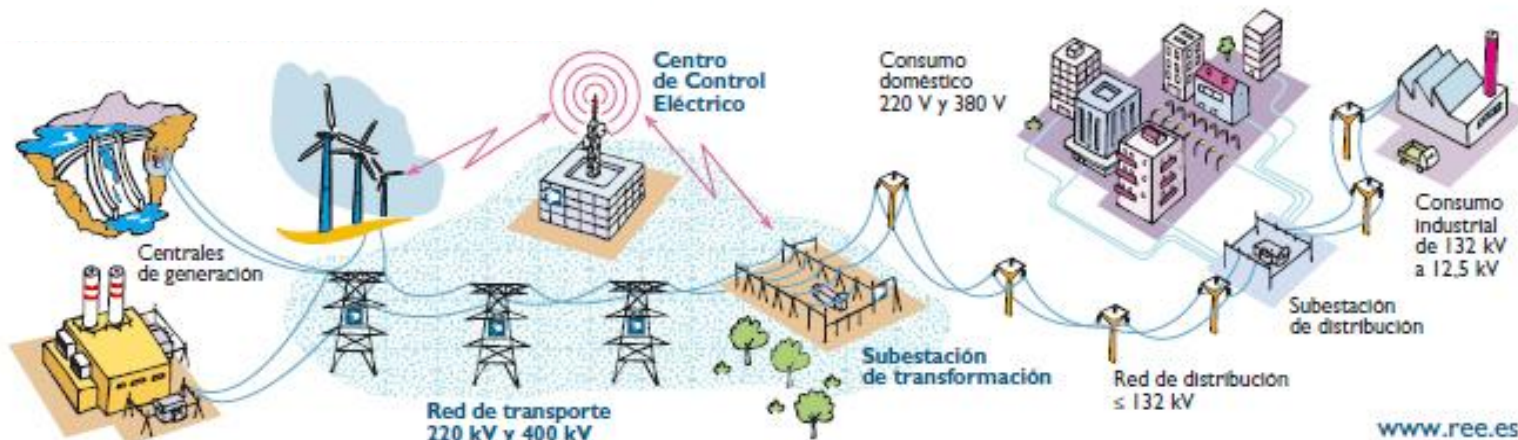 Centrales
de generación
Red de transporte
220 kV y 400 kV
Centro
de Control
Eléctrico
Subestación
de transformación
Red de distribución
≤ 132 kV
Subestación
de distribución
Consumo
doméstico
220 V y 380 V
Consumo
industrial
de 132 kV
a 12,5 kV
www.ree.es